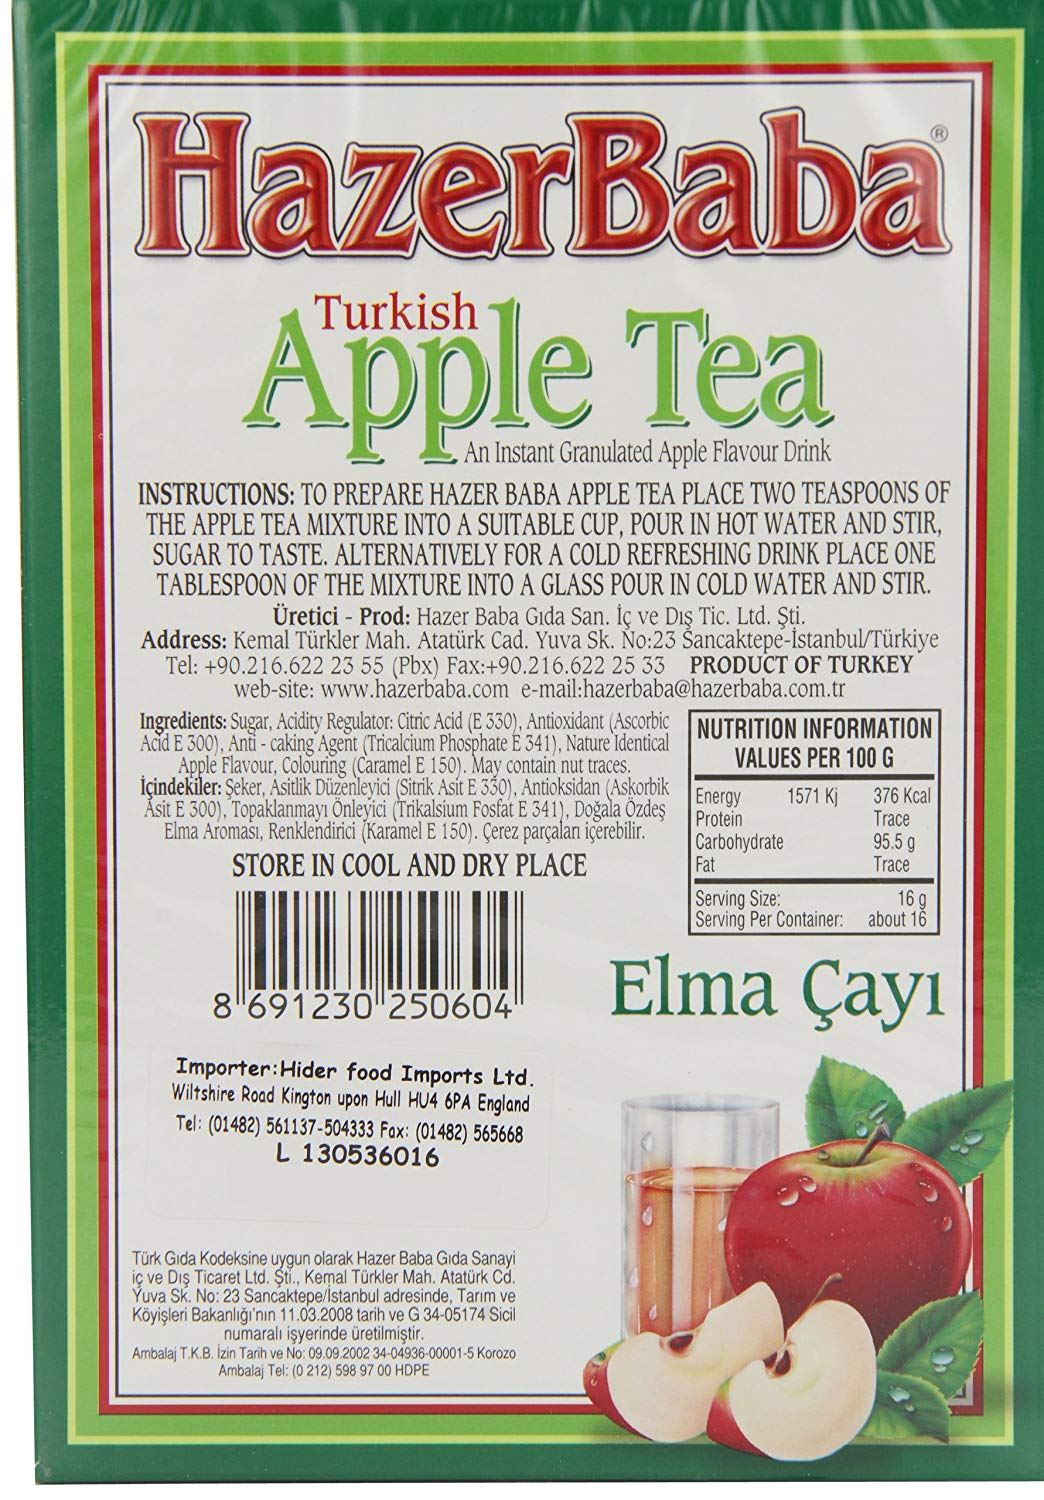 HazerBaba®
Turkish
Apple Tea
An Instant Granulated Apple Flavour Drink
INSTRUCTIONS: TO PREPARE HAZER BABA APPLE TEA PLACE TWO TEASPOONS OF
THE APPLE TEA MIXTURE INTO A SUITABLE CUP, POUR IN HOT WATER AND STIR,
SUGAR TO TASTE. ALTERNATIVELY FOR A COLD REFRESHING DRINK PLACE ONE
TABLESPOON OF THE MIXTURE INTO A GLASS POUR IN COLD WATER AND STIR.
Üretici - Prod: Hazer Baba Gıda San. İç ve Dış Tic. Ltd. Şti.
Address: Kemal Türkler Mah. Atatürk Cad. Yuva Sk. No:23 Sancaktepe-İstanbul/Türkiye
Tel: +90.216.622 23 55 (Pbx) Fax:+90.216.622 25 33 PRODUCT OF TURKEY
web-site: www.hazerbaba.com e-mail:hazerbaba@hazerbaba.com.tr
Ingredients: Sugar, Acidity Regulator: Citric Acid (E 330), Antioxidant (Ascorbic
Acid E 300), Anti - caking Agent (Tricalcium Phosphate E 341), Nature Identical
Apple Flavour, Colouring (Caramel E 150). May contain nut traces.
İçindekiler: Şeker, Asitlik Düzenleyici (Sitrik Asit E 330), Antioksidan (Askorbik
Asit E 300), Topaklanmayı Önleyici (Trikalsium Fosfat E 341), Doğala Özdeş
Elma Aroması, Renklendirici (Karamel E 150). Çerez parçaları içerebilir.
STORE IN COOL AND DRY PLACE
NUTRITION INFORMATION
VALUES PER 100 G
Energy 1571 Kj 376 Kcal
Protein Trace
Carbohydrate 95.5 g
Fat Trace
Serving Size: 16 g
Serving Per Container: about 16
8 691230 250604
Elma Çayı
Importer:Hider food Imports Ltd.
Wiltshire Road Kington upon Hull HU4 6PA England
Tel: (01482) 561137-504333 Fax: (01482) 565668
L 130536016
Türk Gıda Kodeksine uygun olarak Hazer Baba Gıda Sanayi
iç ve Dış Ticaret Ltd. Şti., Kemal Türkler Mah. Atatürk Cd.
Yuva Sk. No: 23 Sancaktepe/İstanbul adresinde, Tarım ve
Köyişleri Bakanlığı'nın 11.03.2008 tarih ve G 34-05174 Sicil
numaralı işyerinde üretilmiştir.
Ambalaj T.K.B. İzin Tarih ve No: 09.09.2002 34-04936-00001-5 Korozo
Ambalaj Tel: (0 212) 598 97 00 HDPE